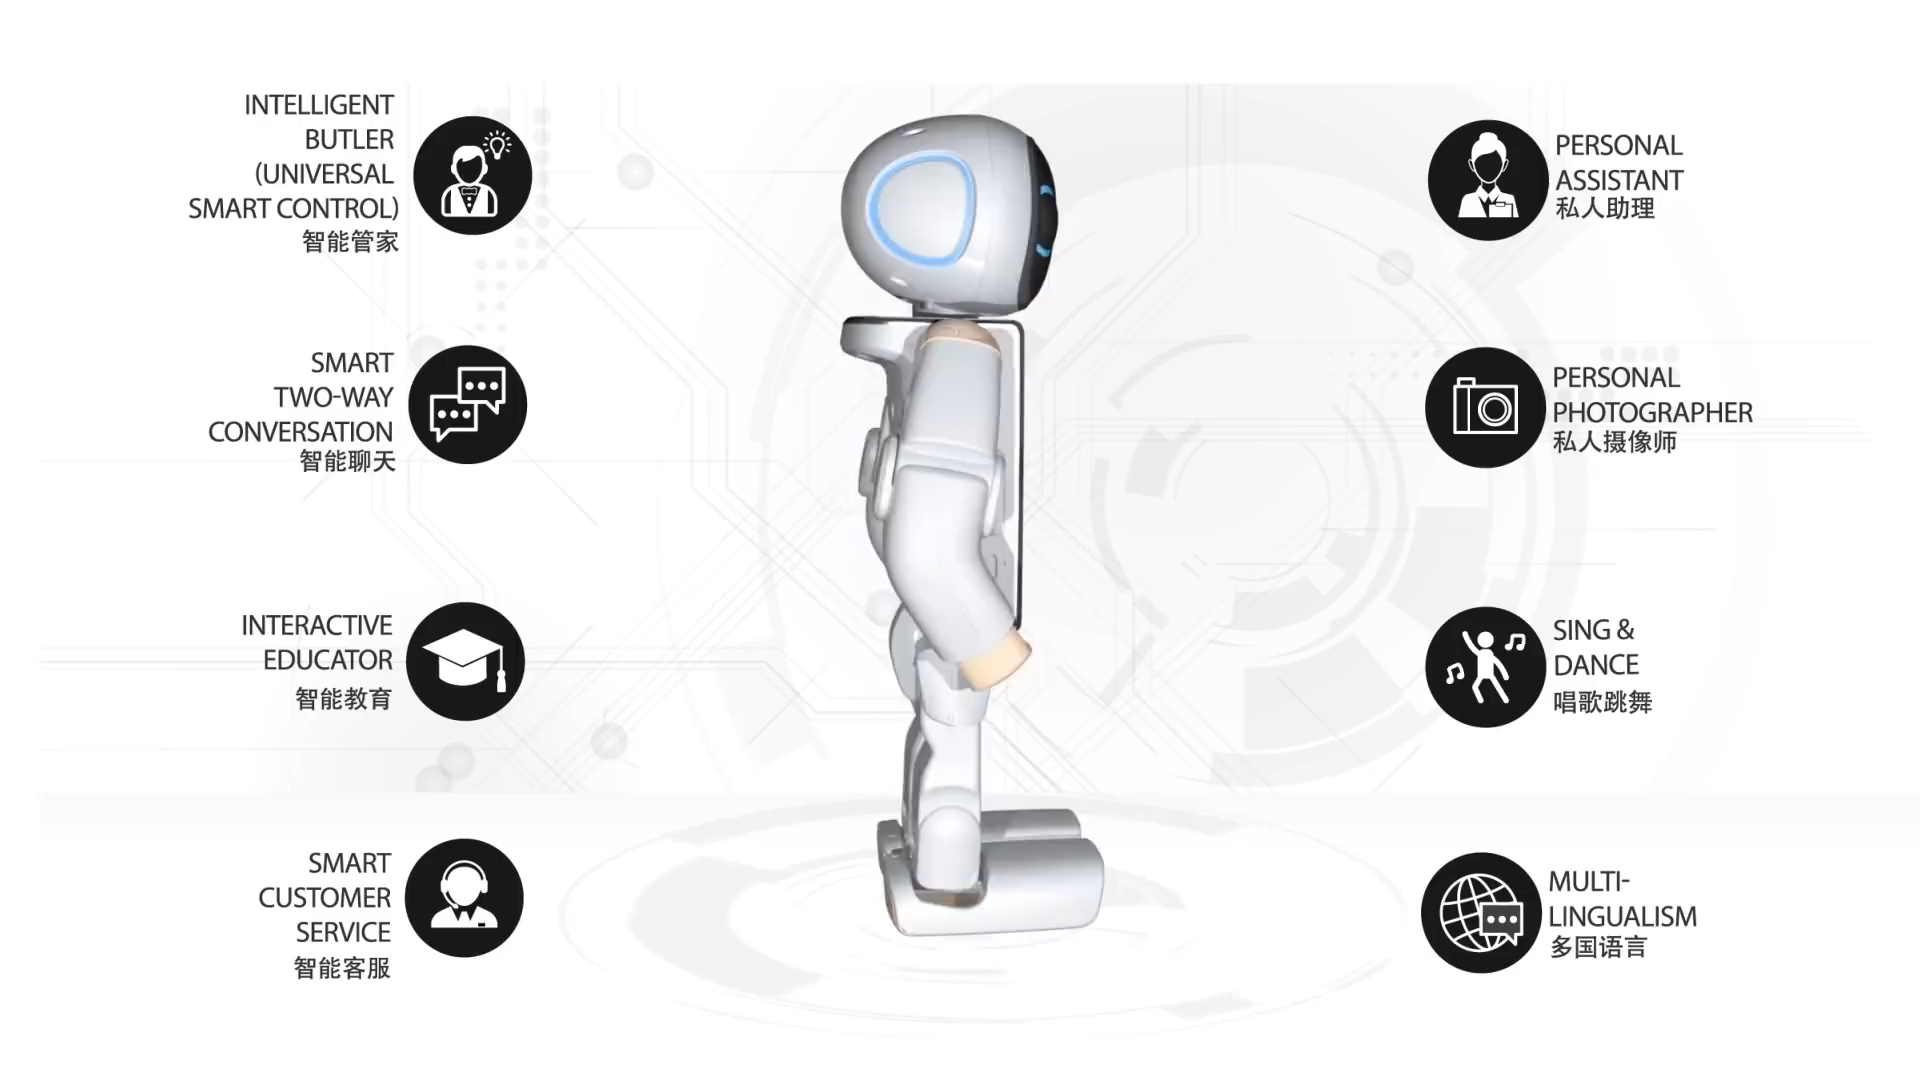 INTELLIGENT
BUTLER
(UNIVERSAL
SMART CONTROL)
智能管家
SMART
TWO-WAY
CONVERSATION
智能聊天
INTERACTIVE
EDUCATOR
智能教育
SMART
CUSTOMER
SERVICE
智能客服
PERSONAL
ASSISTANT
私人助理
PERSONAL
PHOTOGRAPHER
私人摄像师
SING &
DANCE
唱歌跳舞
MULTI-
LINGUALISM
多国语言